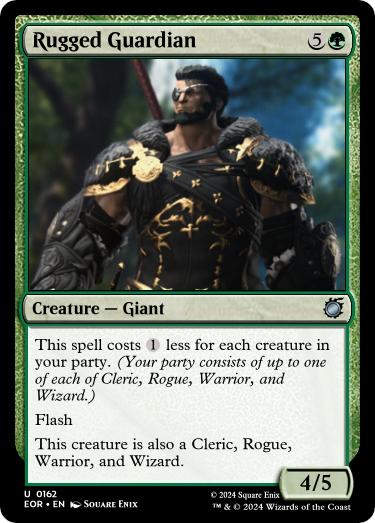 Rugged Guardian 5
Creature — Giant
This spell costs 1 less for each creature in
your party. (Your party consists of up to one
of each of Cleric, Rogue, Warrior, and
Wizard.)
Flash
This creature is also a Cleric, Rogue,
Warrior, and Wizard.
4/5
U 0162
EOR • EN SQUARE ENIX
© 2024 Square Enix
™ & © 2024 Wizards of the Coast